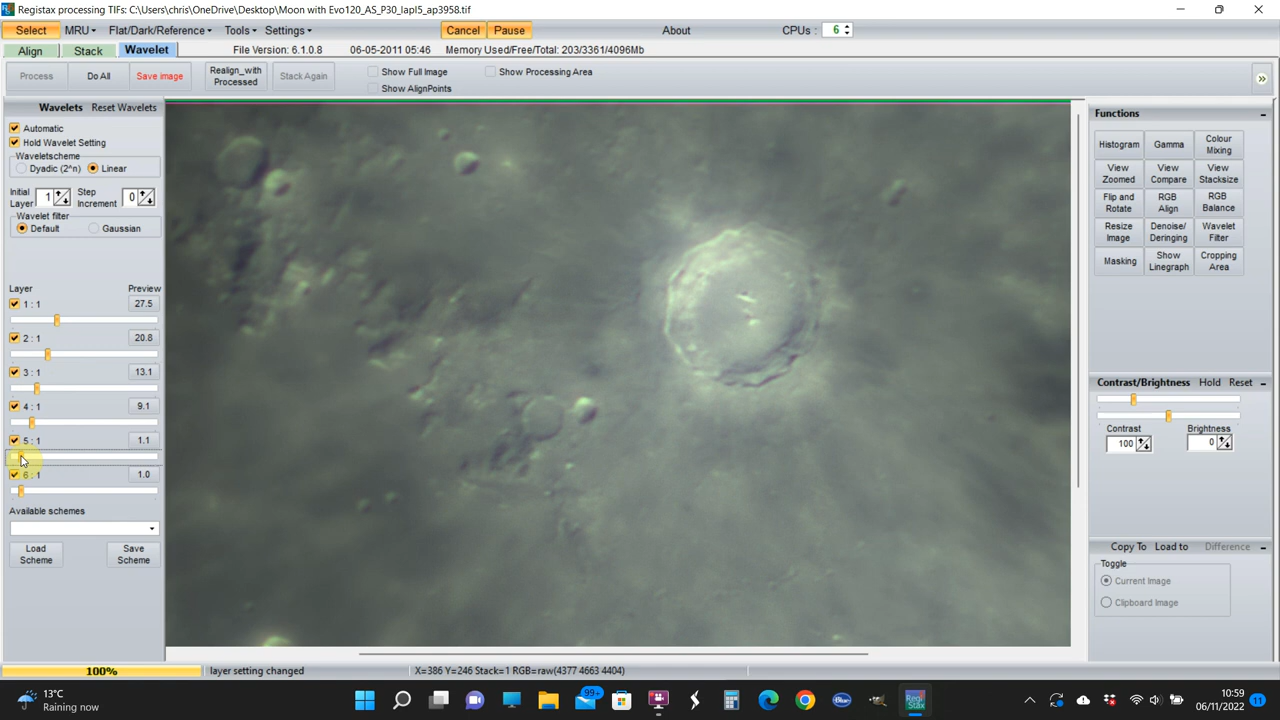 Registax processing TIFs: C:\Users\chris\OneDrive\Desktop\Moon with Evo120_AS_P30_lapl5_ap3958.tif
Select MRU Flat/Dark/Reference Tools Settings Cancel Pause About CPUs: 6
Align Stack Wavelet File Version: 6.1.0.8 06-05-2011 05:46 Memory Used/Free/Total: 203/3361/4096Mb
Process Do All Save image Realign_with Processed Stack Again Show Full Image Show Processing Area »
Show AlignPoints
Wavelets Reset Wavelets
Automatic
Hold Wavelet Setting
Waveletscheme
Dyadic (2^n) Linear
Initial Layer 1 Step Increment 0
Wavelet filter
Default Gaussian
Layer Preview
1 : 1 27.5
2 : 1 20.8
3 : 1 13.1
4 : 1 9.1
5 : 1 1.1
6 : 1 1.0
Available schemes
Load Scheme Save Scheme
Functions
Histogram Gamma Colour Mixing
View Zoomed View Compare View Stacksize
Flip and Rotate RGB Align RGB Balance
Resize Image Denoise/ Deringing Wavelet Filter
Masking Show Linegraph Cropping Area
Contrast/Brightness Hold Reset
Contrast Brightness
100 0
Copy To Load to Difference
Toggle
Current Image
Clipboard Image
100% layer setting changed X=386 Y=246 Stack=1 RGB=raw(4377 4663 4404)
13°C
Raining now
99+
Blue
Regi
Stax
10:59
06/11/2022
11